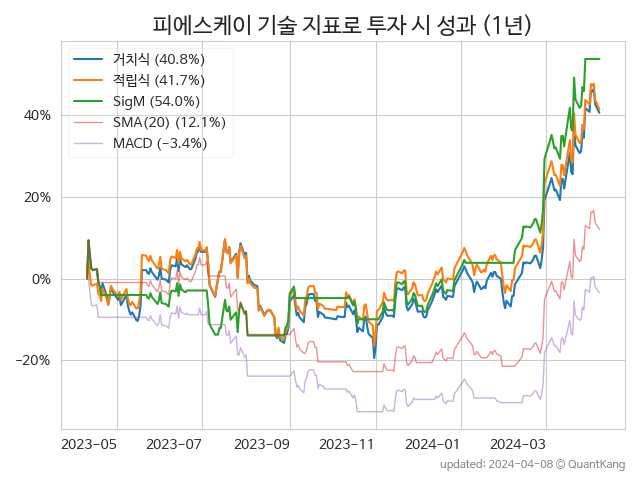 피에스케이 기술 지표로 투자 시 성과 (1년)
거치식 (40.8%)
적립식 (41.7%)
SigM (54.0%)
SMA(20) (12.1%)
MACD (−3.4%)
40%
20%
0%
−20%
2023-05 2023-07 2023-09 2023-11 2024-01 2024-03
updated: 2024-04-08 © QuantKang